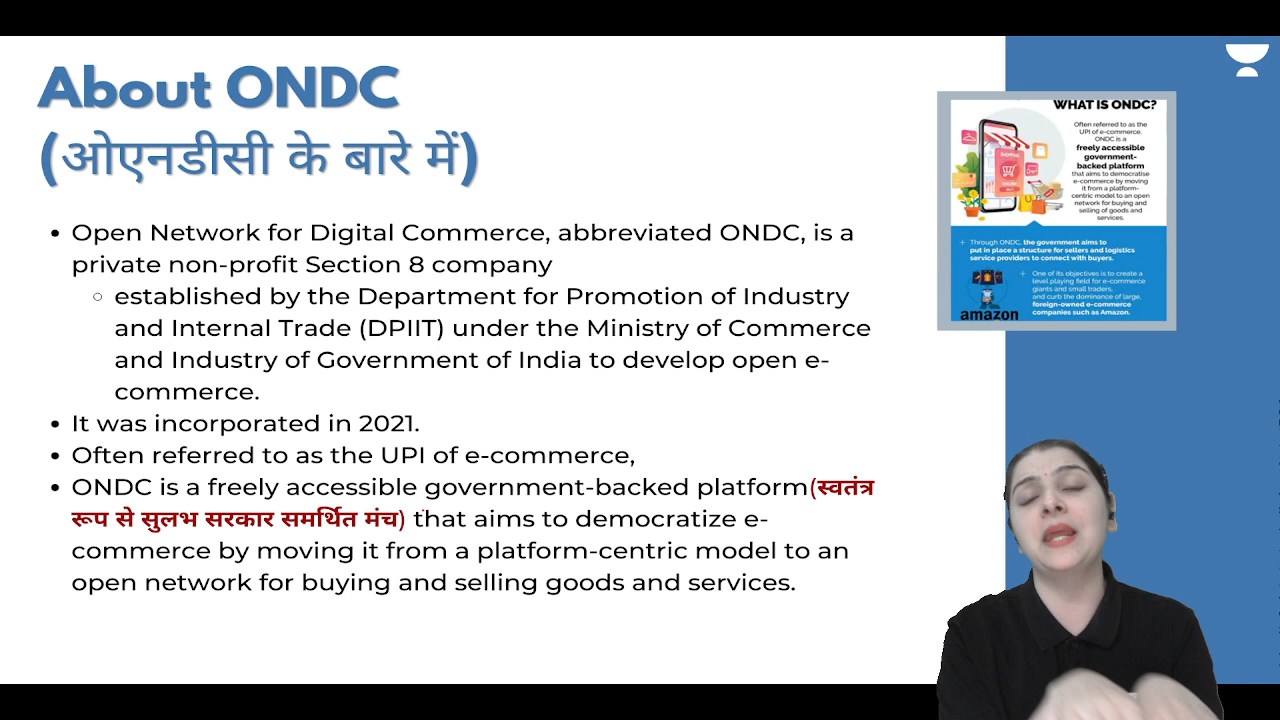 About ONDC
(ओएनडीसी के बारे में)
• Open Network for Digital Commerce, abbreviated ONDC, is a
private non-profit Section 8 company
○ established by the Department for Promotion of Industry
and Internal Trade (DPIIT) under the Ministry of Commerce
and Industry of Government of India to develop open e-
commerce.
• It was incorporated in 2021.
• Often referred to as the UPI of e-commerce,
• ONDC is a freely accessible government-backed platform(स्वतंत्र
रूप से सुलभ सरकार समर्थित मंच) that aims to democratize e-
commerce by moving it from a platform-centric model to an
open network for buying and selling goods and services.
WHAT IS ONDC?
Often referred to as the
UPI of e-commerce,
ONDC is a
freely accessible
government-
backed platform
that aims to democratise
e-commerce by moving
it from a platform-
centric model to an open
network for buying and
selling of goods and
services.
+ Through ONDC, the government aims to
put in place a structure for sellers and logistics
service providers to connect with buyers.
+ One of its objectives is to create a
level playing field for e-commerce
giants and small traders,
and curb the dominance of large,
foreign-owned e-commerce
companies such as Amazon.
amazon